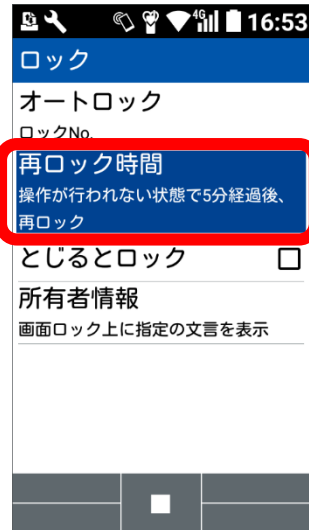 4G 16:53
ロック
オートロック
ロックNo.
再ロック時間
操作が行われない状態で5分経過後、
再ロック
とじるとロック
所有者情報
画面ロック上に指定の文言を表示